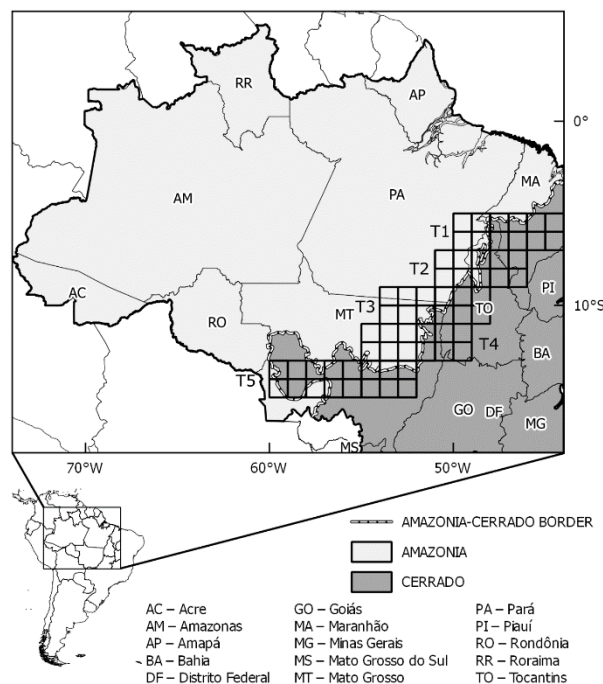 RR
AP
0°
AM
PA
MA
T1
T2
PI
AC
T3
TO
10°S
RO
MT
T4
BA
T5
GO
DF
MG
MS
70°W
60°W
50°W
AMAZONIA-CERRADO BORDER
AMAZONIA
CERRADO
AC – Acre
AM – Amazonas
AP – Amapá
BA – Bahia
DF – Distrito Federal
GO – Goiás
MA – Maranhão
MG – Minas Gerais
MS – Mato Grosso do Sul
MT – Mato Grosso
PA – Pará
PI – Piauí
RO – Rondônia
RR – Roraima
TO – Tocantins